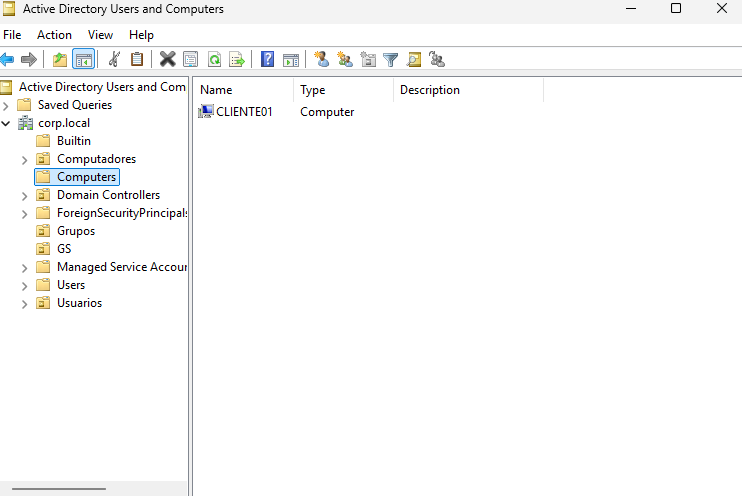 Active Directory Users and Computers
File Action View Help
Active Directory Users and Com
Saved Queries
corp.local
Builtin
Computadores
Computers
Domain Controllers
ForeignSecurityPrincipals
Grupos
GS
Managed Service Accour
Users
Usuarios
Name Type Description
CLIENTE01 Computer